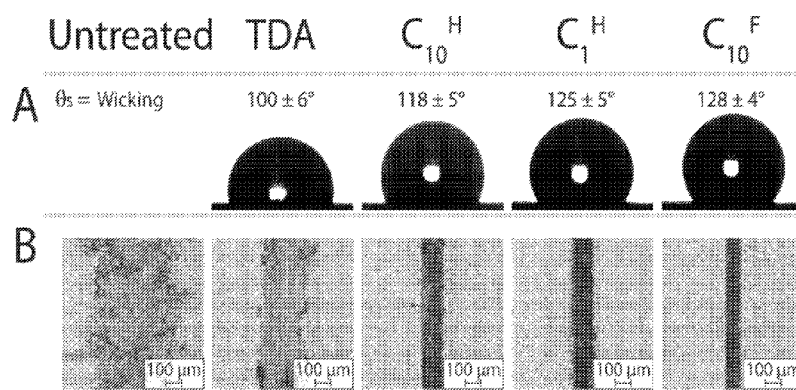 Untreated TDA C₁₀ᴴ C₁ᴴ C₁₀ᶠ
A θs = Wicking 100 ± 6° 118 ± 5° 125 ± 5° 128 ± 4°
B
100 µm 100 µm 100 µm 100 µm 100 µm